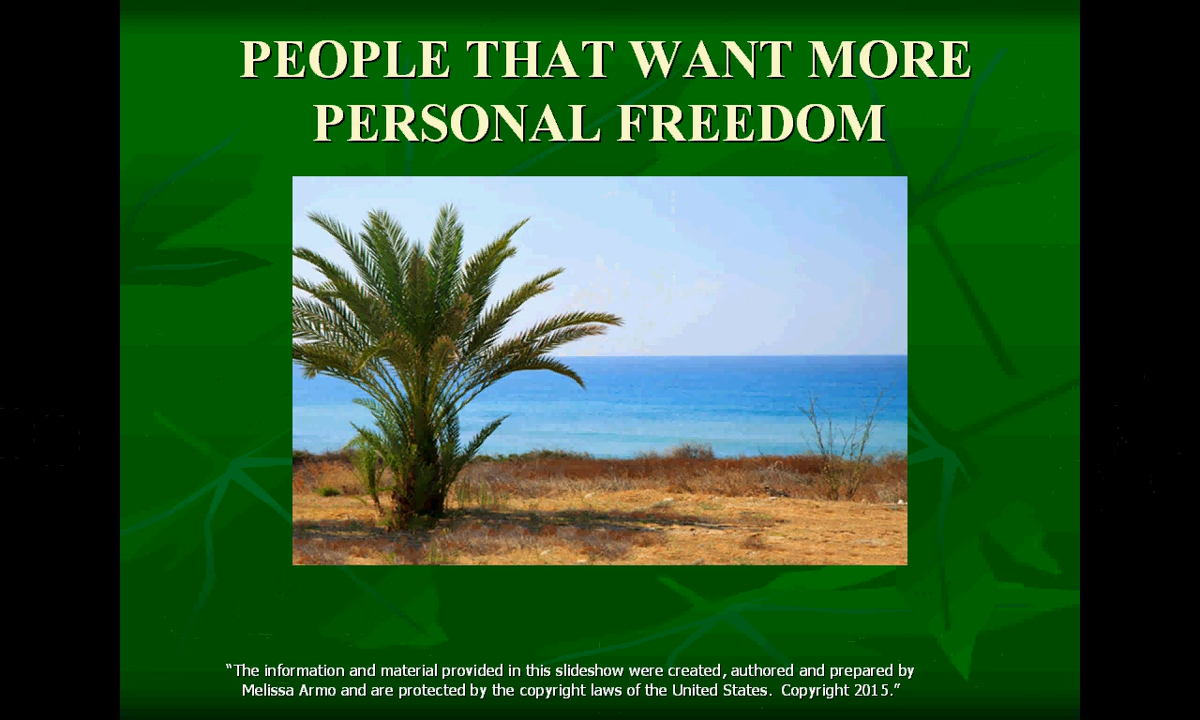 PEOPLE THAT WANT MORE
PERSONAL FREEDOM
“The information and material provided in this slideshow were created, authored and prepared by
Melissa Armo and are protected by the copyright laws of the United States.  Copyright 2015.”